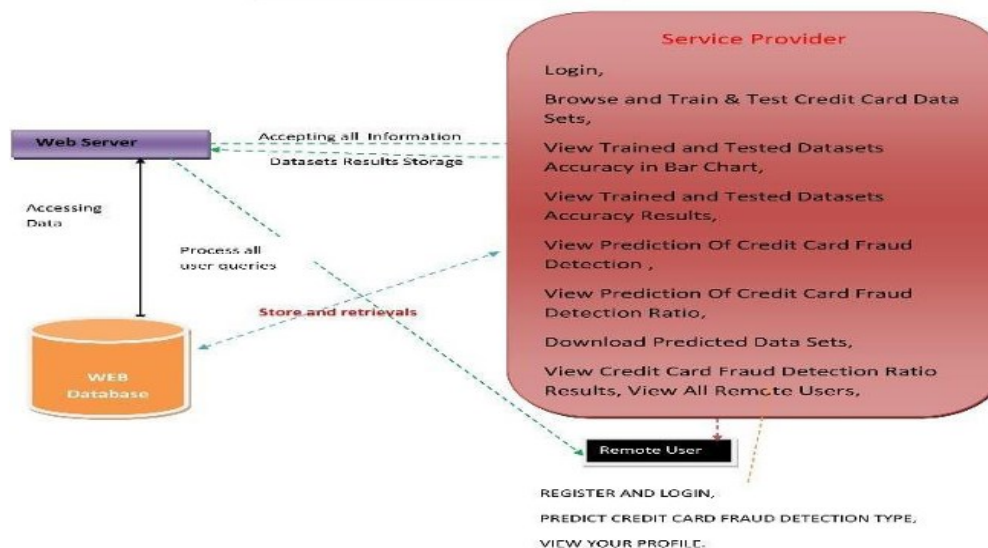 Service Provider
Login,
Browse and Train & Test Credit Card Data
Sets,
View Trained and Tested Datasets
Accuracy in Bar Chart,
View Trained and Tested Datasets
Accuracy Results,
View Prediction Of Credit Card Fraud
Detection ,
View Prediction Of Credit Card Fraud
Detection Ratio,
Download Predicted Data Sets,
View Credit Card Fraud Detection Ratio
Results, View All Remote Users,
Web Server
Accepting all Information
Datasets Results Storage
Accessing
Data
Process all
user queries
Store and retrievals
WEB
Database
Remote User
REGISTER AND LOGIN,
PREDICT CREDIT CARD FRAUD DETECTION TYPE,
VIEW YOUR PROFILE.